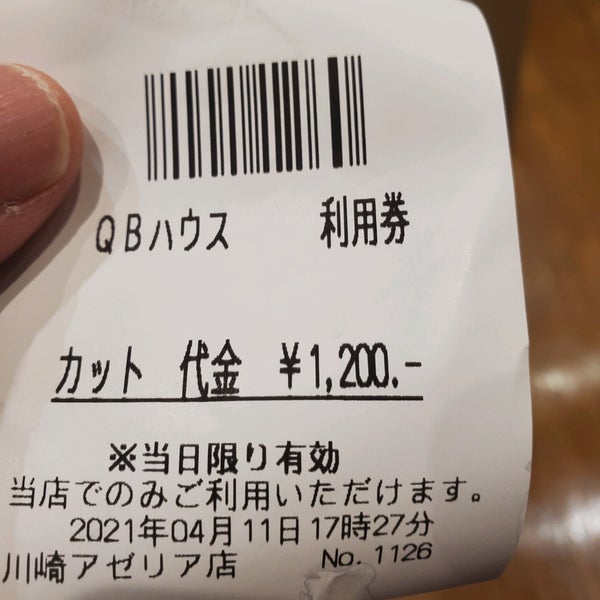 QBハウス 利用券
カット 代金 ¥1,200.-
※当日限り有効
当店でのみご利用いただけます。
2021年04月11日17時27分
川崎アゼリア店 No.1126